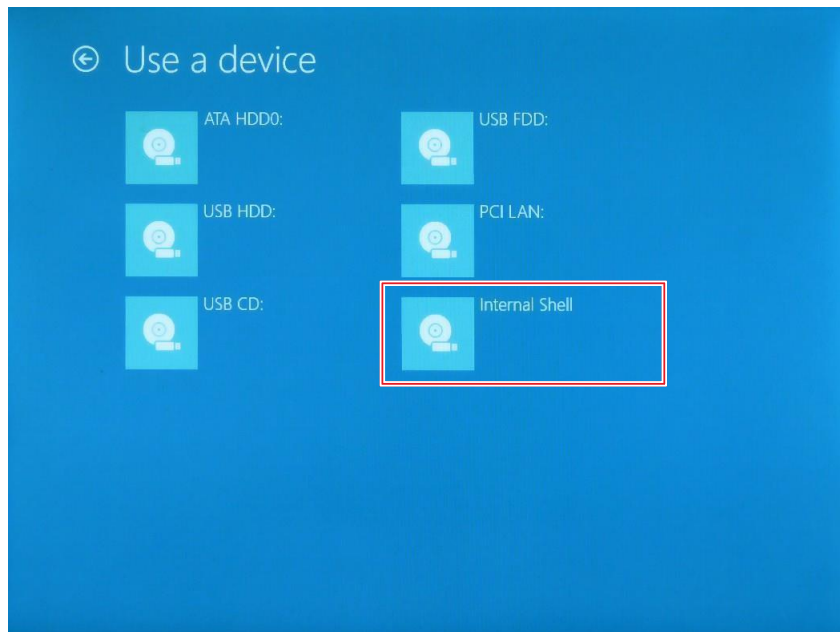 Use a device
ATA HDD0:
USB FDD:
USB HDD:
PCI LAN:
USB CD:
Internal Shell